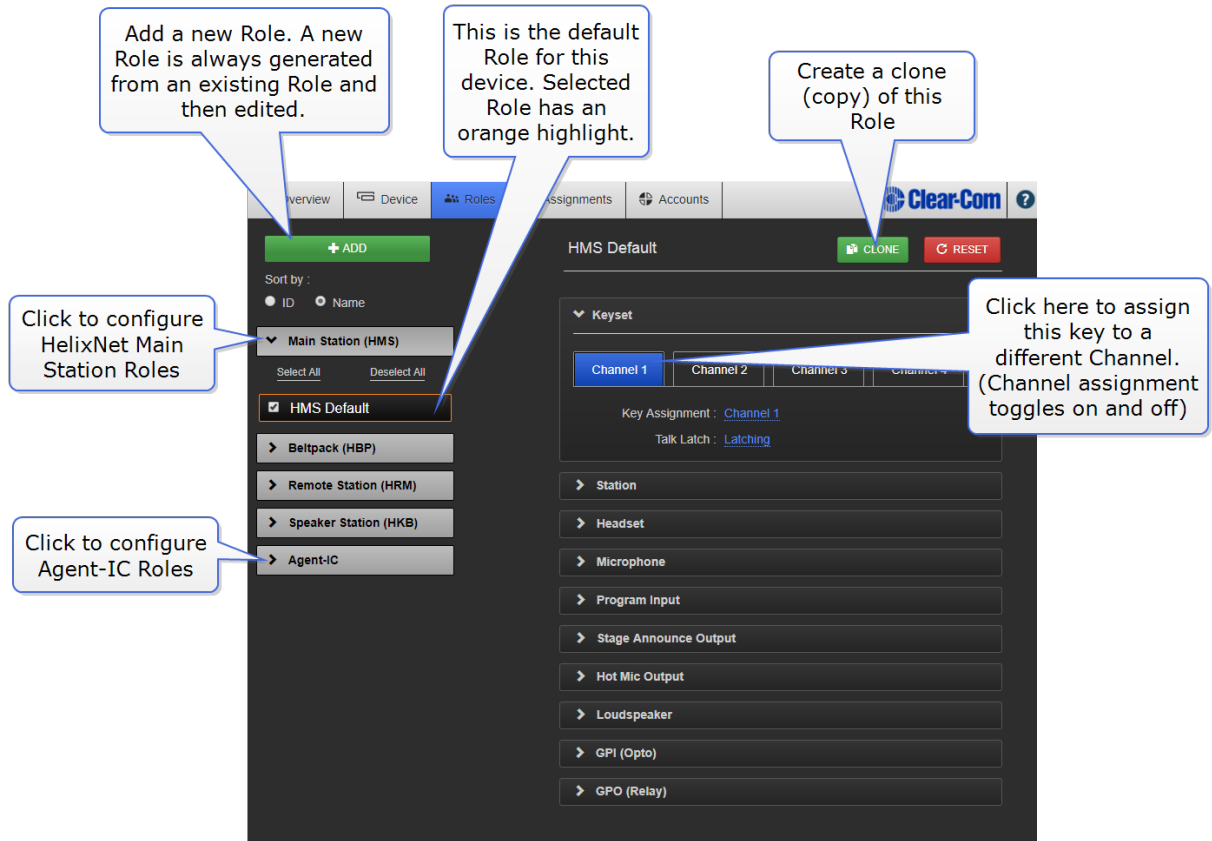 Add a new Role. A new
Role is always generated
from an existing Role and
then edited.
This is the default
Role for this
device. Selected
Role has an
orange highlight.
Create a clone
(copy) of this
Role
verview
Device
Roles
Assignments
Accounts
Clear-Com
?
ADD
HMS Default
CLONE
RESET
Sort by :
ID
Name
Click to configure
HelixNet Main
Station Roles
Main Station (HMS)
Select All
Deselect All
HMS Default
Beltpack (HBP)
Remote Station (HRM)
Speaker Station (HKB)
Agent-IC
Click to configure
Agent-IC Roles
Keyset
Channel 1
Channel 2
Channel 3
Channel 4
Click here to assign
this key to a
different Channel.
(Channel assignment
toggles on and off)
Key Assignment : Channel 1
Talk Latch : Latching
Station
Headset
Microphone
Program Input
Stage Announce Output
Hot Mic Output
Loudspeaker
GPI (Opto)
GPO (Relay)